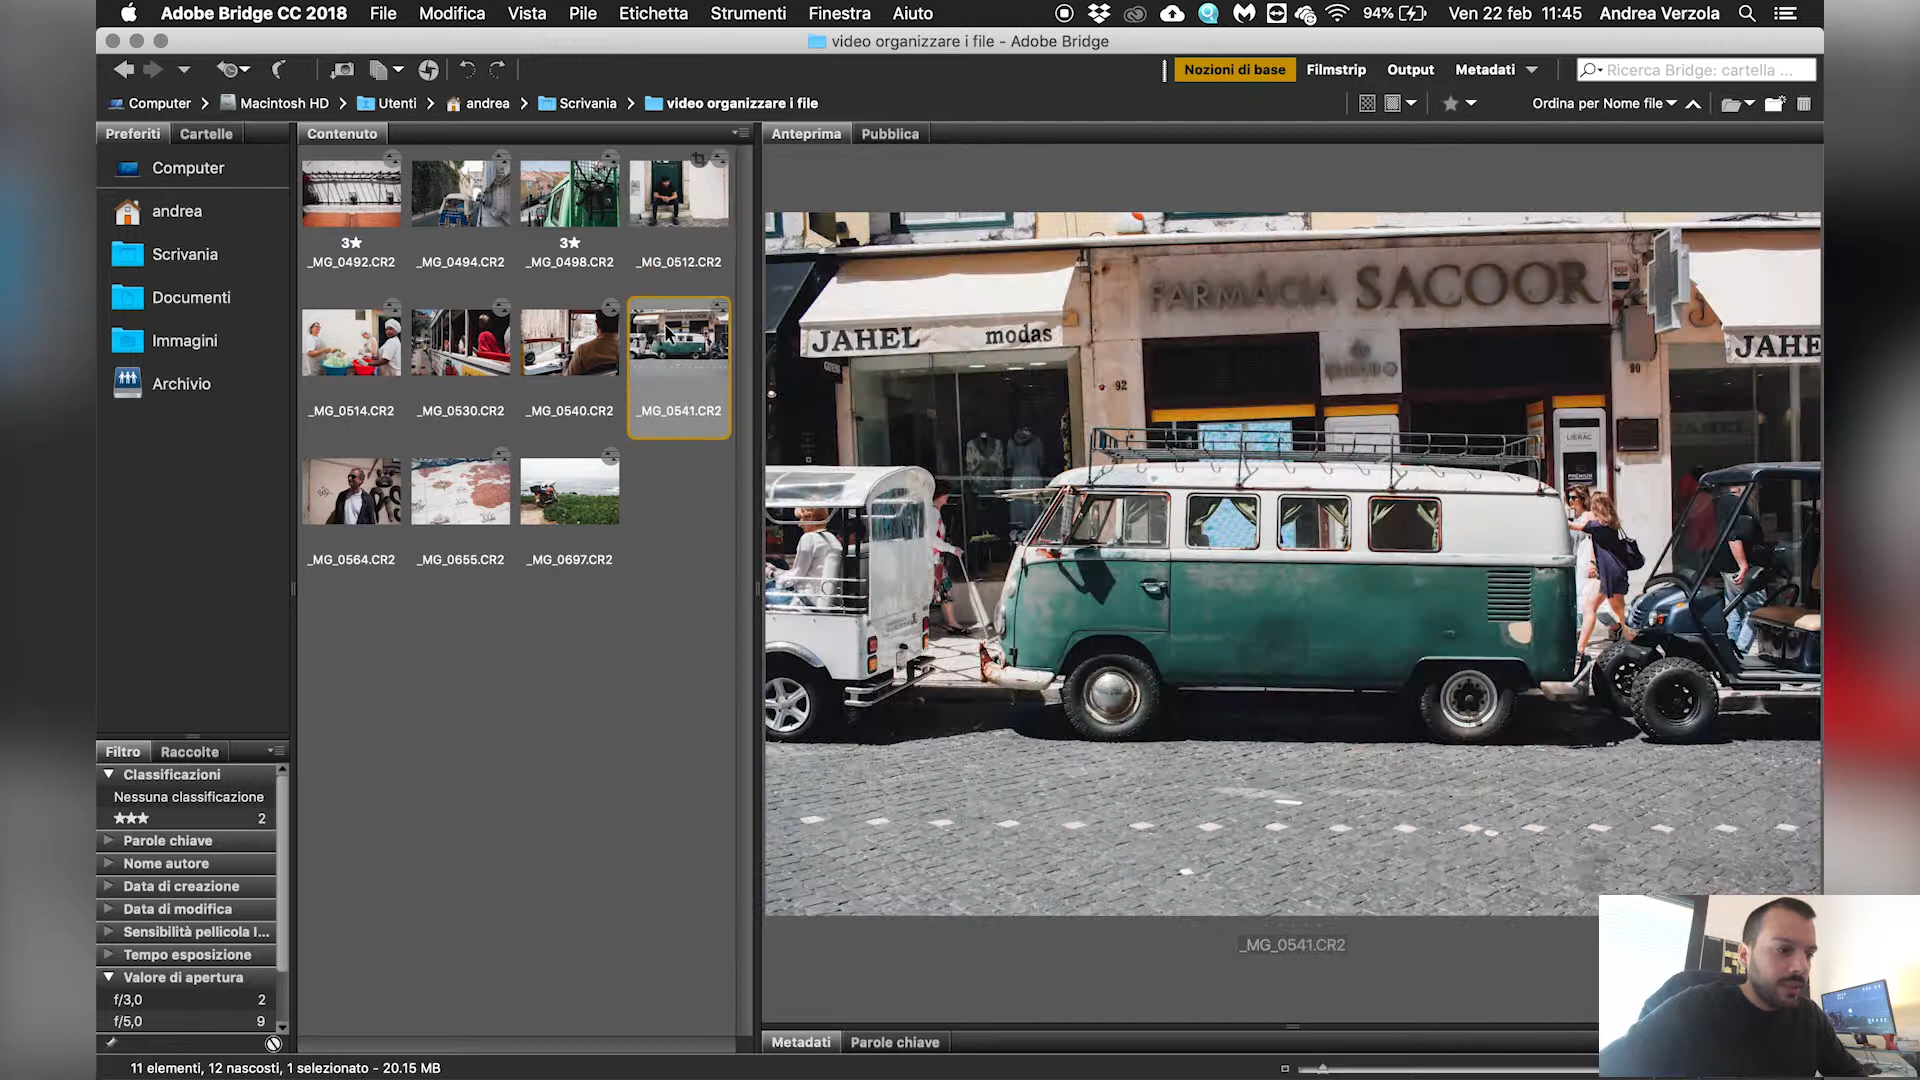 Adobe Bridge CC 2018 File Modifica Vista Pile Etichetta Strumenti Finestra Aiuto 94% Ven 22 feb 11:45 Andrea Verzola
video organizzare i file - Adobe Bridge
Nozioni di base Filmstrip Output Metadati Ricerca Bridge: cartella ...
Computer Macintosh HD Utenti andrea Scrivania video organizzare i file Ordina per Nome file
Preferiti Cartelle Contenuto Anteprima Pubblica
Computer
andrea
Scrivania
Documenti
Immagini
Archivio
3★ 3★
_MG_0492.CR2 _MG_0494.CR2 _MG_0498.CR2 _MG_0512.CR2
_MG_0514.CR2 _MG_0530.CR2 _MG_0540.CR2 _MG_0541.CR2
_MG_0564.CR2 _MG_0655.CR2 _MG_0697.CR2
FARMÁCIA SACOOR
JAHEL modas
JAHE
92
LIERAC
PREMIUM
_MG_0541.CR2
Filtro Raccolte
Classificazioni
Nessuna classificazione
★★★ 2
Parole chiave
Nome autore
Data di creazione
Data di modifica
Sensibilità pellicola I...
Tempo esposizione
Valore di apertura
f/3,0 2
f/5,0 9
Metadati Parole chiave
11 elementi, 12 nascosti, 1 selezionato - 20.15 MB